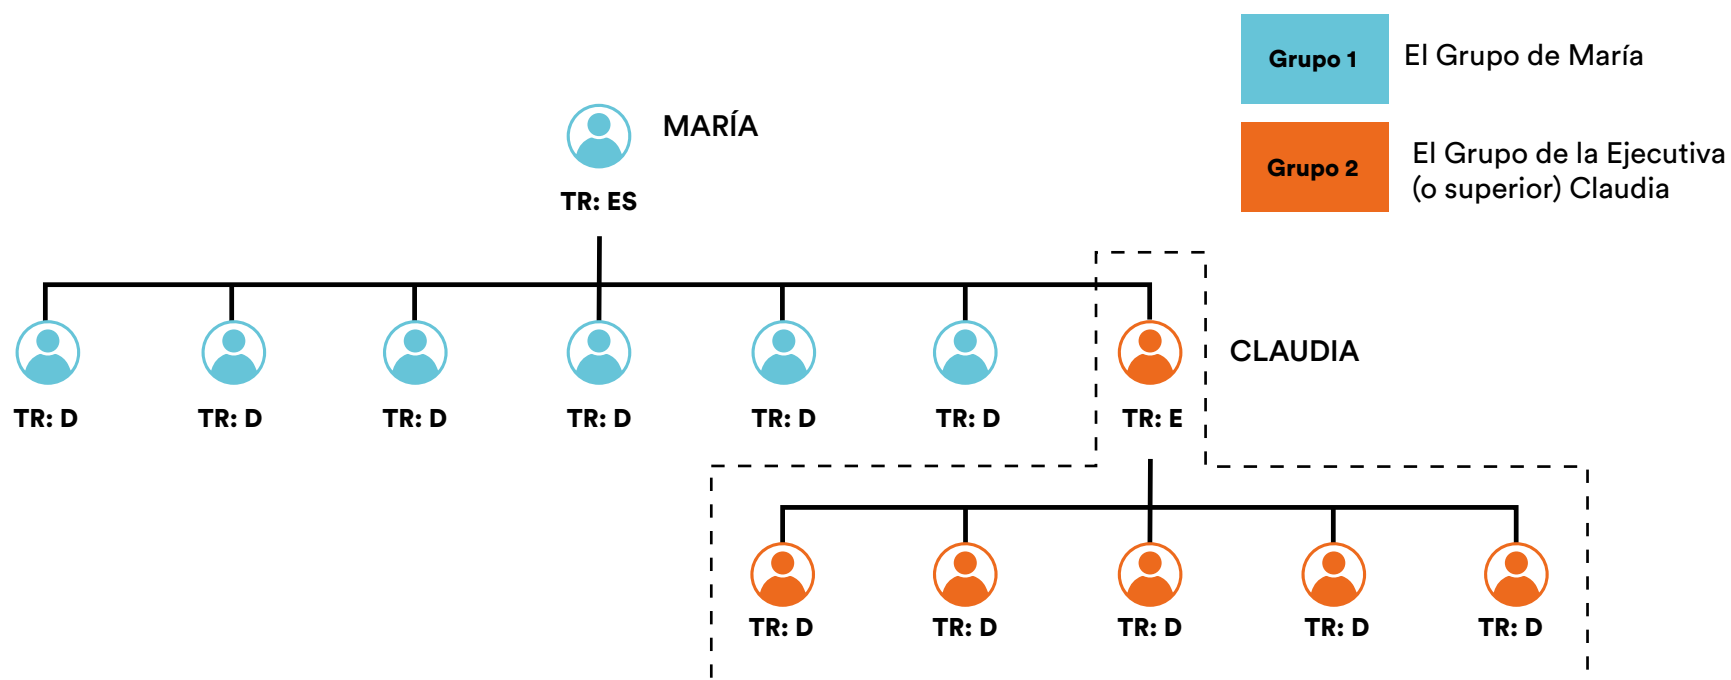 Grupo 1
El Grupo de María
Grupo 2
El Grupo de la Ejecutiva
(o superior) Claudia
MARÍA
TR: ES
TR: D
TR: D
TR: D
TR: D
TR: D
TR: D
TR: E
CLAUDIA
TR: D
TR: D
TR: D
TR: D
TR: D